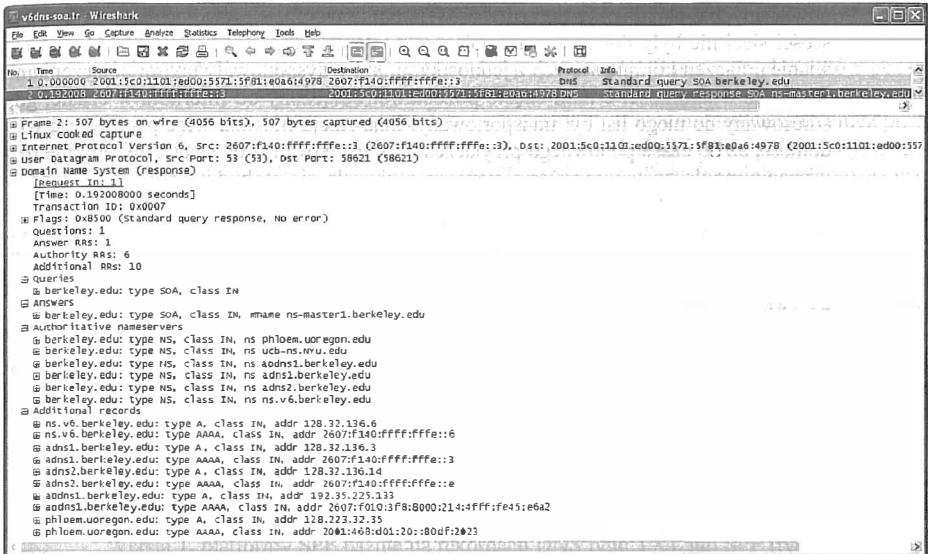 v6dns-soa.tr - Wireshark
File Edit View Go Capture Analyze Statistics Telephony Tools Help
No. Time Source Destination Protocol Info
1 0.000000 2001:5c0:1101:ed00:5571:5f81:e0a6:4978 2607:f140:ffff:fffe::3 DNS Standard query SOA berkeley.edu
2 0.192008 2607:f140:ffff:fffe::3 2001:5c0:1101:ed00:5571:5f81:e0a6:4978 DNS Standard query response SOA ns-master1.berkeley.edu
Frame 2: 507 bytes on wire (4056 bits), 507 bytes captured (4056 bits)
Linux cooked capture
Internet Protocol Version 6, Src: 2607:f140:ffff:fffe::3 (2607:f140:ffff:fffe::3), Dst: 2001:5c0:1101:ed00:5571:5f81:e0a6:4978 (2001:5c0:1101:ed00:557
User Datagram Protocol, Src Port: 53 (53), Dst Port: 58621 (58621)
Domain Name System (response)
[Request In: 1]
[Time: 0.192008000 seconds]
Transaction ID: 0x0007
Flags: 0x8500 (Standard query response, No error)
Questions: 1
Answer RRs: 1
Authority RRs: 6
Additional RRs: 10
Queries
berkeley.edu: type SOA, class IN
Answers
berkeley.edu: type SOA, class IN, mname ns-master1.berkeley.edu
Authoritative nameservers
berkeley.edu: type NS, class IN, ns phloem.uoregon.edu
berkeley.edu: type NS, class IN, ns ucb-ns.NYU.edu
berkeley.edu: type NS, class IN, ns aodns1.berkeley.edu
berkeley.edu: type NS, class IN, ns adns1.berkeley.edu
berkeley.edu: type NS, class IN, ns adns2.berkeley.edu
berkeley.edu: type NS, class IN, ns ns.v6.berkeley.edu
Additional records
ns.v6.berkeley.edu: type A, class IN, addr 128.32.136.6
ns.v6.berkeley.edu: type AAAA, class IN, addr 2607:f140:ffff:fffe::6
adns1.berkeley.edu: type A, class IN, addr 128.32.136.3
adns1.berkeley.edu: type AAAA, class IN, addr 2607:f140:ffff:fffe::3
adns2.berkeley.edu: type A, class IN, addr 128.32.136.14
adns2.berkeley.edu: type AAAA, class IN, addr 2607:f140:ffff:fffe::e
aodns1.berkeley.edu: type A, class IN, addr 192.35.225.133
aodns1.berkeley.edu: type AAAA, class IN, addr 2607:f010:3f8:8000:214:4fff:fe45:e6a2
phloem.uoregon.edu: type A, class IN, addr 128.223.32.35
phloem.uoregon.edu: type AAAA, class IN, addr 2001:468:d01:20::80df:2023